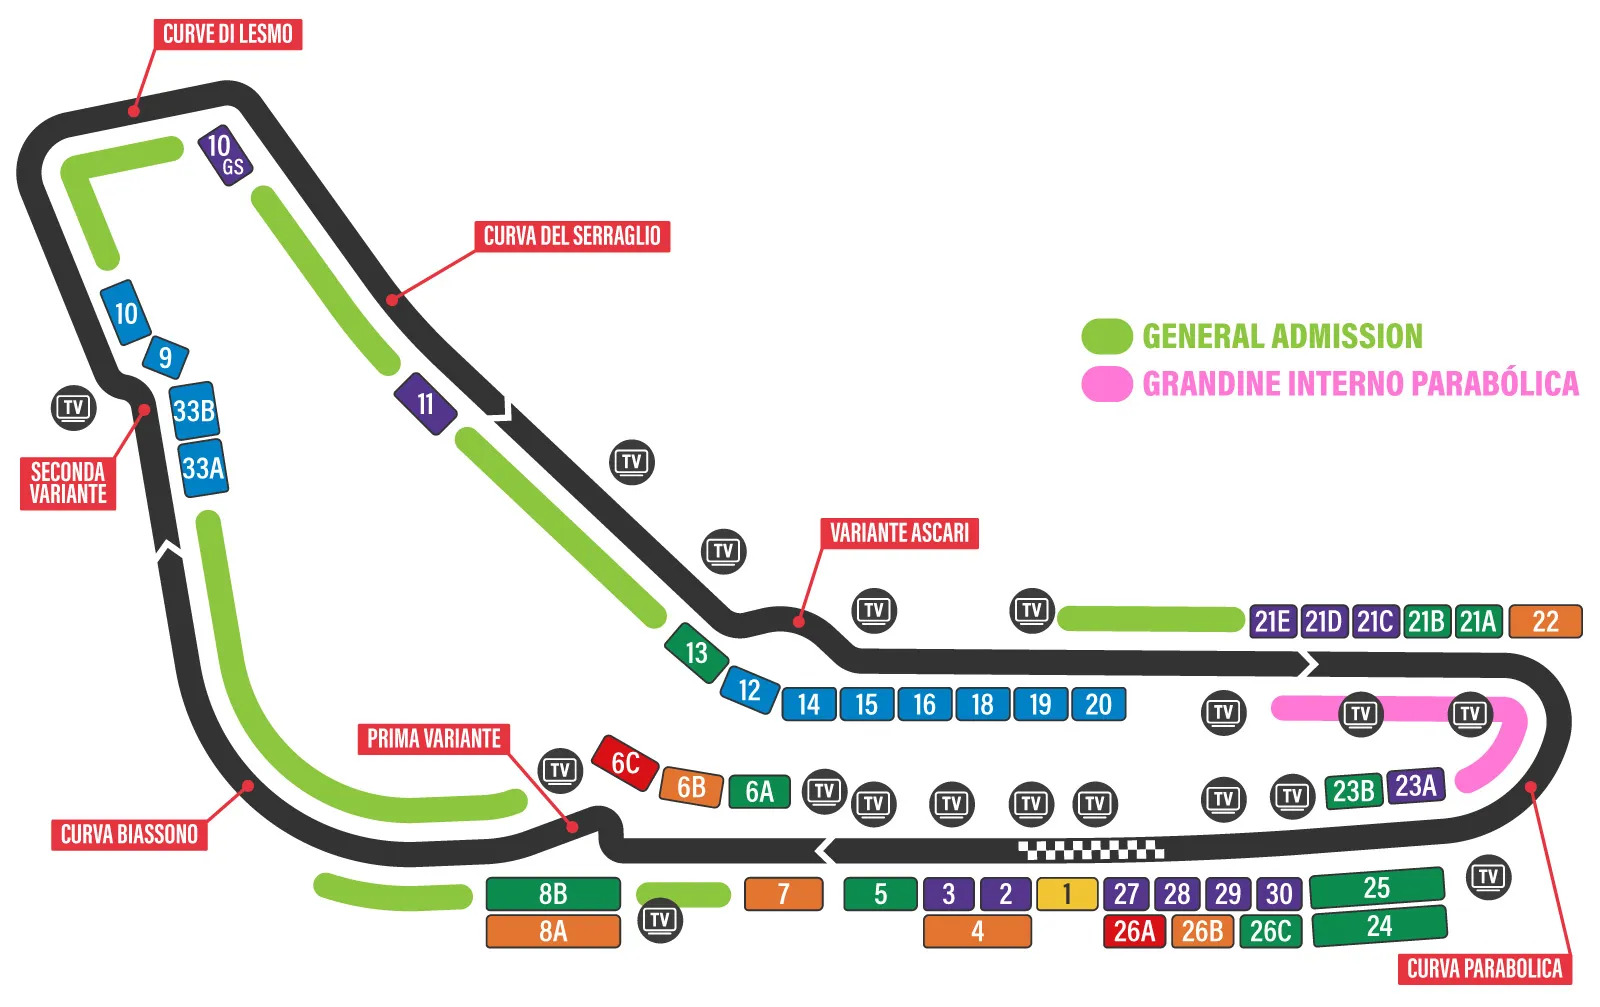 CURVE DI LESMO
10
GS
CURVA DEL SERRAGLIO
10
9
GENERAL ADMISSION
GRANDINE INTERNO PARABÓLICA
TV
33B
11
33A
SECONDA
VARIANTE
TV
TV
VARIANTE ASCARI
TV
TV
21E
21D
21C
21B
21A
22
13
12
14
15
16
18
19
20
TV
TV
TV
PRIMA VARIANTE
TV
6C
6B
6A
TV
TV
TV
TV
TV
TV
TV
23B
23A
CURVA BIASSONO
8B
7
5
3
2
1
27
28
29
30
25
TV
8A
TV
4
26A
26B
26C
24
CURVA PARABOLICA